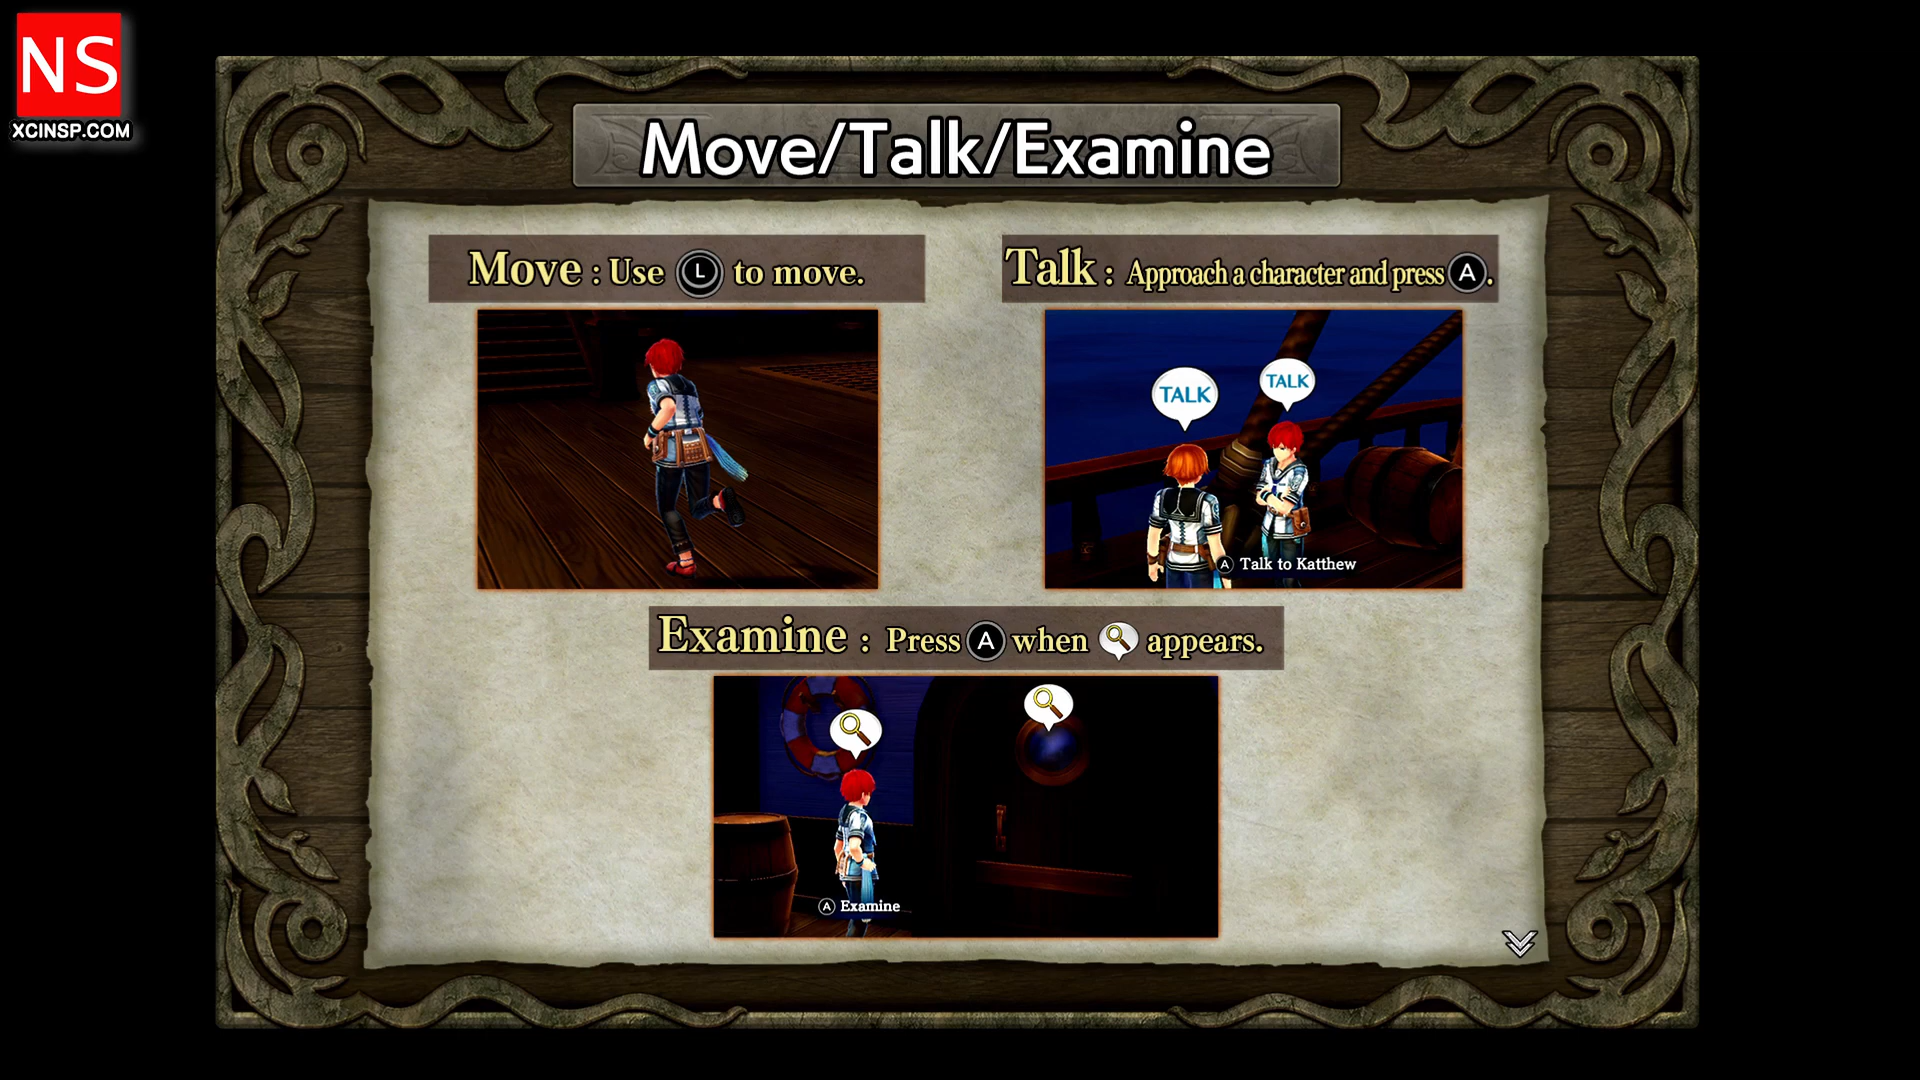 NS
XCINSP.COM
Move/Talk/Examine
Move : Use L to move.
Talk : Approach a character and press A.
TALK
TALK
A Talk to Katthew
Examine : Press A when appears.
A Examine